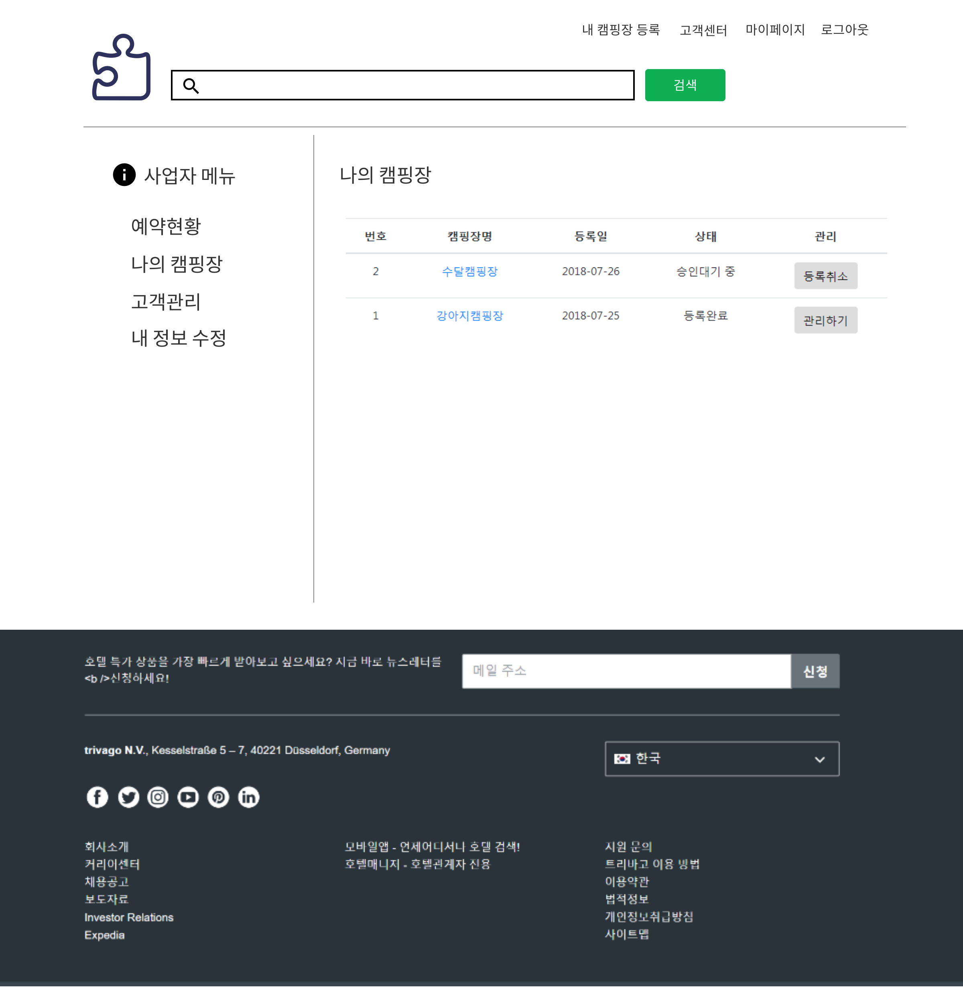 내 캠핑장 등록 고객센터 마이페이지 로그아웃
검색
사업자 메뉴
예약현황
나의 캠핑장
고객관리
내 정보 수정
나의 캠핑장
번호 캠핑장명 등록일 상태 관리
2 수달캠핑장 2018-07-26 승인대기 중 등록취소
1 강아지캠핑장 2018-07-25 등록완료 관리하기
호텔 특가 상품을 가장 빠르게 받아보고 싶으세요? 지금 바로 뉴스레터를
<b />신청하세요!
메일 주소 신청
trivago N.V., Kesselstraße 5 – 7, 40221 Düsseldorf, Germany
한국
회사소개
커리어센터
채용공고
보도자료
Investor Relations
Expedia
모바일앱 - 언제어디서나 호텔 검색!
호텔매니저 - 호텔관계자 전용
지원 문의
트리바고 이용 방법
이용약관
법적정보
개인정보취급방침
사이트맵